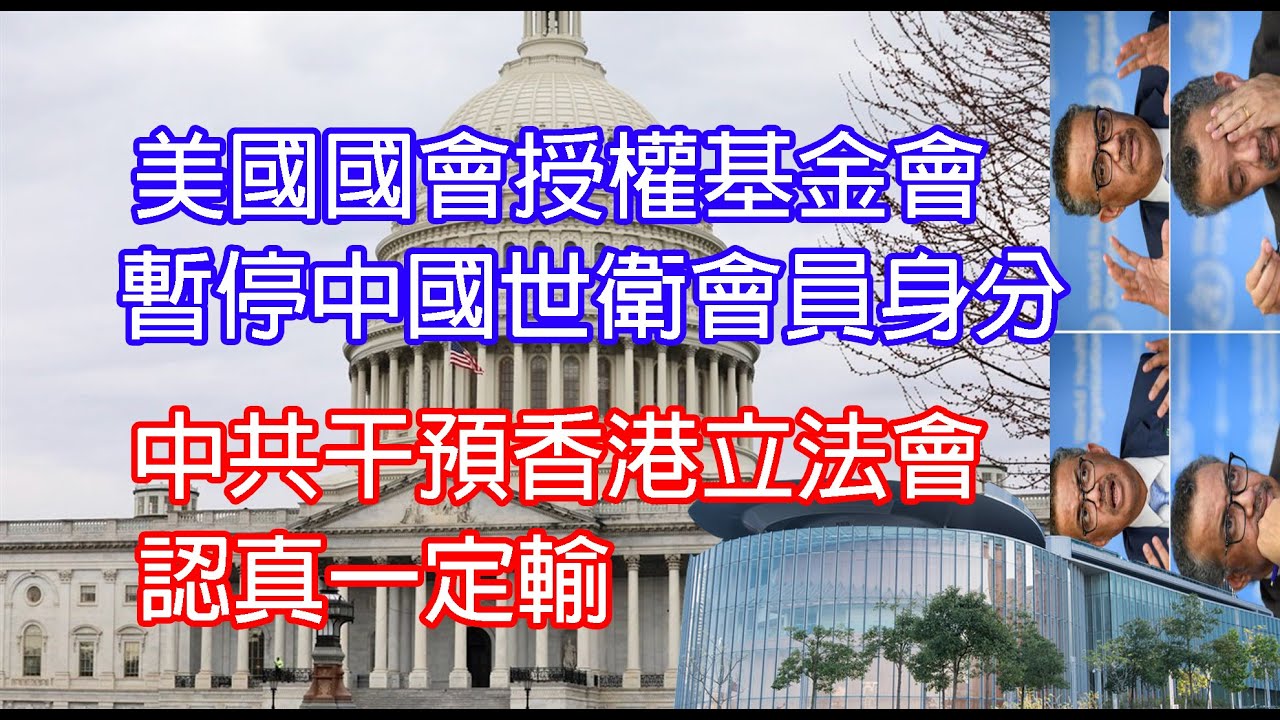 美國國會授權基金會
暫停中國世衛會員身分
中共干預香港立法會
認真一定輸